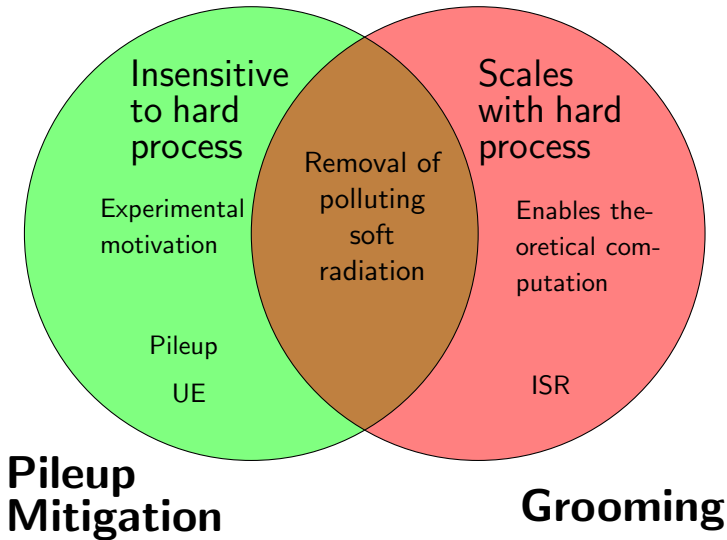 Insensitive
to hard
process
Experimental
motivation
Pileup
UE
Removal of
polluting
soft
radiation
Scales
with hard
process
Enables the-
oretical com-
putation
ISR
Pileup
Mitigation
Grooming